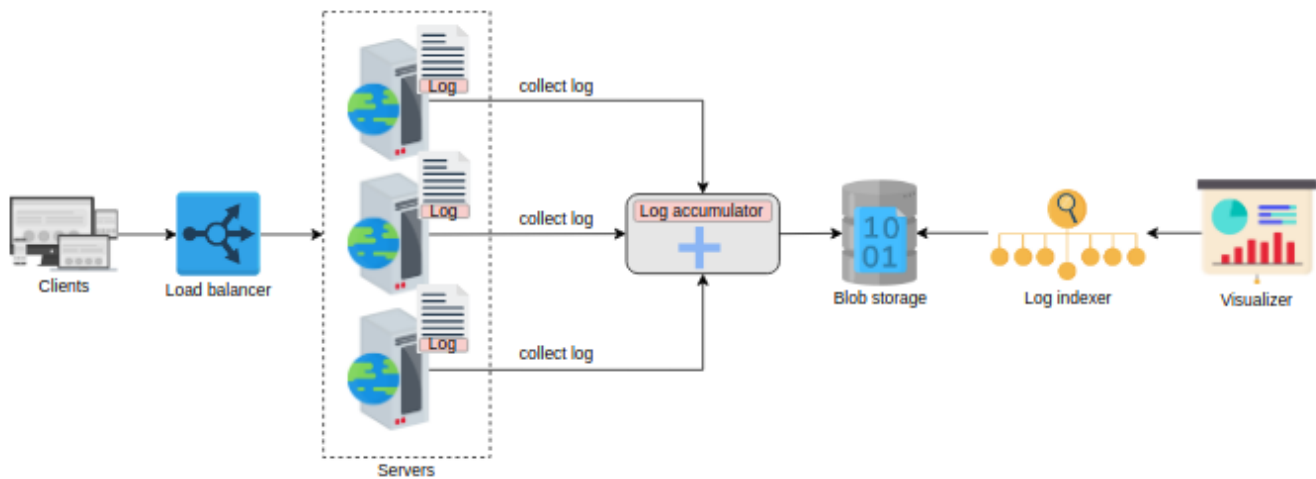 Log
collect log
Log
collect log
Log
collect log
Clients
Load balancer
Servers
Log accumulator
10
01
Blob storage
Log indexer
Visualizer